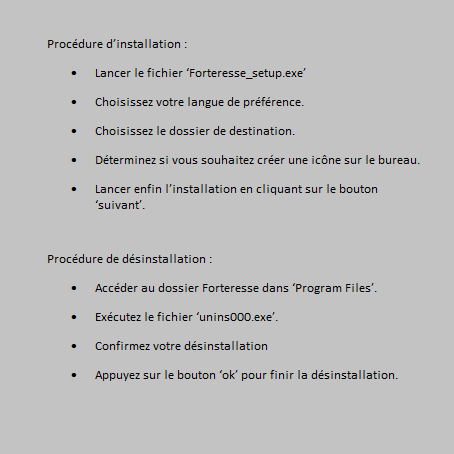 Procédure d’installation :
• Lancer le fichier ‘Forteresse_setup.exe’
• Choisissez votre langue de préférence.
• Choisissez le dossier de destination.
• Déterminez si vous souhaitez créer une icône sur le bureau.
• Lancer enfin l’installation en cliquant sur le bouton
‘suivant’.
Procédure de désinstallation :
• Accéder au dossier Forteresse dans ‘Program Files’.
• Exécutez le fichier ‘unins000.exe’.
• Confirmez votre désinstallation
• Appuyez sur le bouton ‘ok’ pour finir la désinstallation.